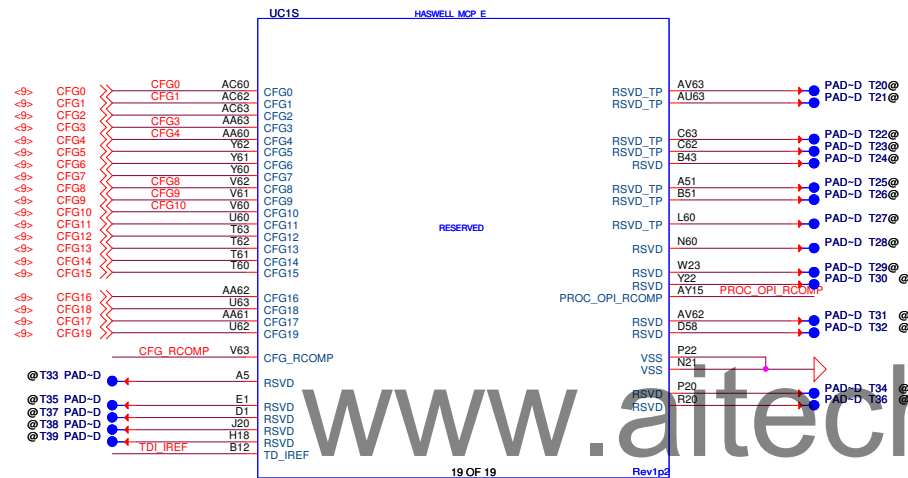 UC1S HASWELL_MCP_E
<9> CFG0 CFG0 AC60 CFG0 RSVD_TP AV63 PAD~D T20@
<9> CFG1 CFG1 AC62 CFG1 RSVD_TP AU63 PAD~D T21@
<9> CFG2 AC63 CFG2
<9> CFG3 CFG3 AA63 CFG3
<9> CFG4 CFG4 AA60 CFG4 RSVD_TP C63 PAD~D T22@
<9> CFG5 Y62 CFG5 RSVD_TP C62 PAD~D T23@
<9> CFG6 Y61 CFG6 RSVD B43 PAD~D T24@
<9> CFG7 Y60 CFG7
<9> CFG8 CFG8 V62 CFG8 RSVD_TP A51 PAD~D T25@
<9> CFG9 CFG9 V61 CFG9 RSVD_TP B51 PAD~D T26@
<9> CFG10 CFG10 V60 CFG10
<9> CFG11 U60 CFG11 RSVD_TP L60 PAD~D T27@
RESERVED
<9> CFG12 T63 CFG12
<9> CFG13 T62 CFG13 RSVD N60 PAD~D T28@
<9> CFG14 T61 CFG14
<9> CFG15 T60 CFG15 RSVD W23 PAD~D T29@
RSVD Y22 PAD~D T30 @
<9> CFG16 AA62 CFG16 PROC_OPI_RCOMP AY15 PROC_OPI_RCOMP
<9> CFG18 U63 CFG18
<9> CFG17 AA61 CFG17 RSVD AV62 PAD~D T31 @
<9> CFG19 U62 CFG19 RSVD D58 PAD~D T32 @
CFG_RCOMP V63 CFG_RCOMP VSS P22
VSS N21
@T33 PAD~D A5 RSVD
RSVD P20 PAD~D T34 @
@T35 PAD~D E1 RSVD RSVD R20 PAD~D T36 @
@T37 PAD~D D1 RSVD
@T38 PAD~D J20 RSVD
@T39 PAD~D H18 RSVD
TDI_IREF B12 TD_IREF
19 OF 19 Rev1p2
www.aitech